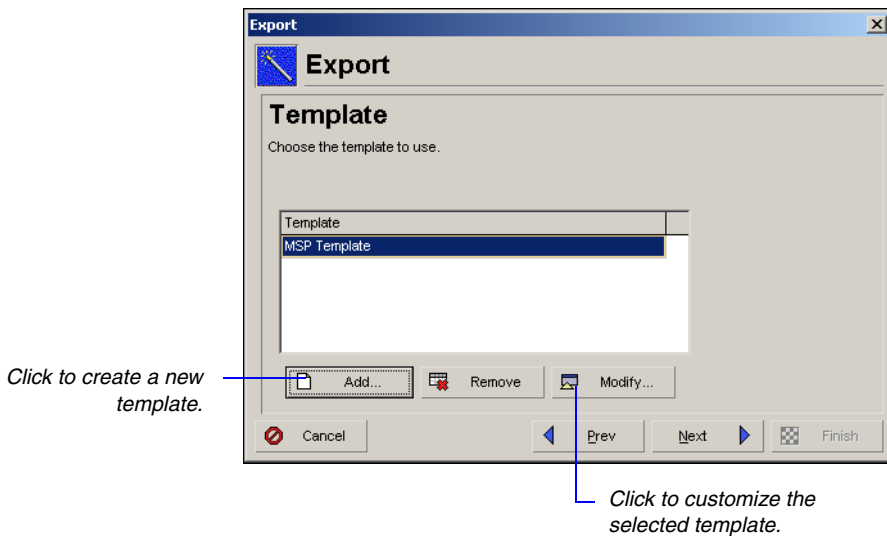 Export
Export
Template
Choose the template to use.
Template
MSP Template
Click to create a new
template.
Add...
Remove
Modify...
Cancel
Prev
Next
Finish
Click to customize the
selected template.